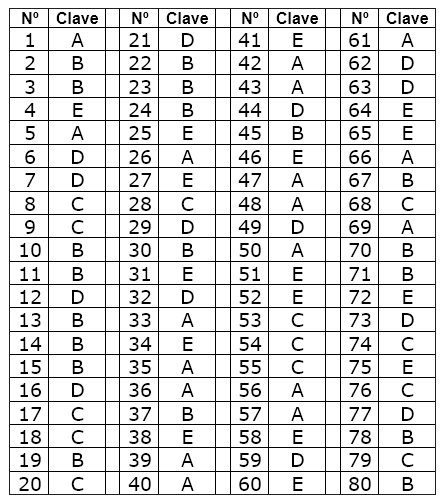 Nº Clave Nº Clave Nº Clave Nº Clave
1 A 21 D 41 E 61 A
2 B 22 B 42 A 62 D
3 B 23 B 43 A 63 D
4 E 24 B 44 D 64 E
5 A 25 E 45 B 65 E
6 D 26 A 46 E 66 A
7 D 27 E 47 A 67 B
8 C 28 C 48 A 68 C
9 C 29 D 49 D 69 A
10 B 30 B 50 A 70 B
11 B 31 E 51 E 71 B
12 D 32 D 52 E 72 E
13 B 33 A 53 C 73 D
14 B 34 E 54 C 74 C
15 B 35 A 55 C 75 E
16 D 36 A 56 A 76 C
17 C 37 B 57 A 77 D
18 C 38 E 58 E 78 B
19 B 39 A 59 D 79 C
20 C 40 A 60 E 80 B